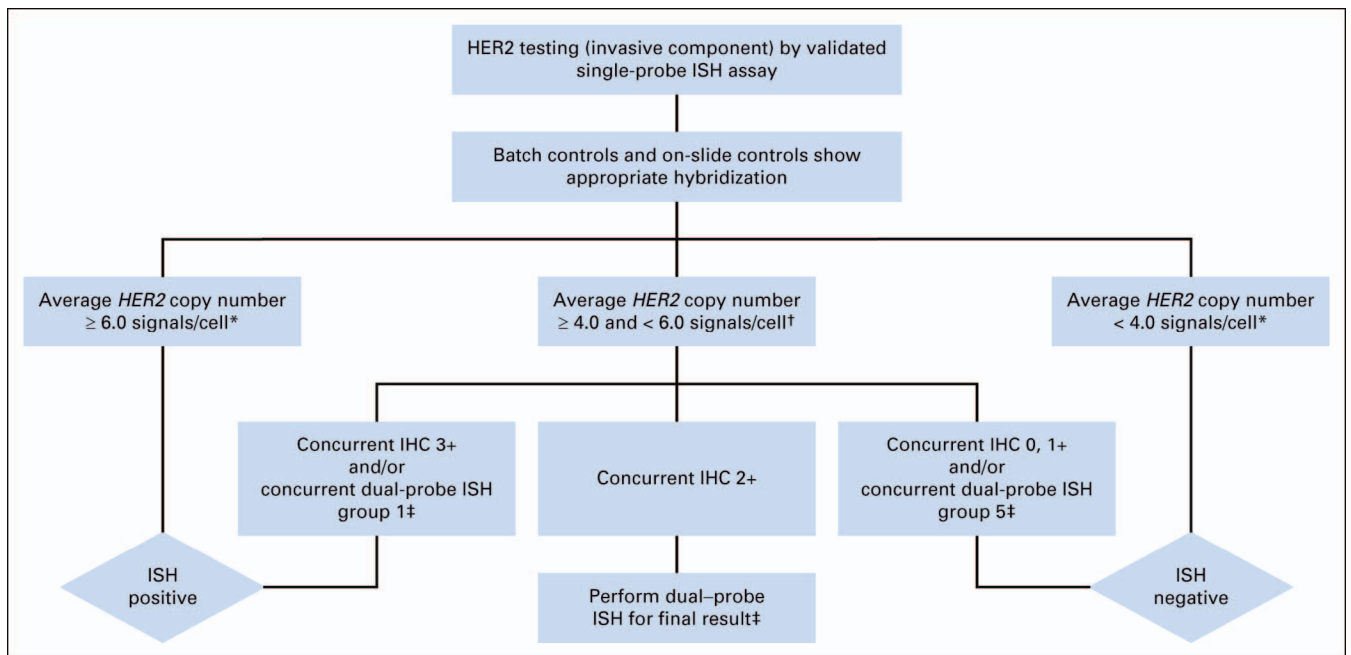 HER2 testing (invasive component) by validated
single-probe ISH assay
Batch controls and on-slide controls show
appropriate hybridization
Average HER2 copy number
≥ 6.0 signals/cell*
Average HER2 copy number
≥ 4.0 and < 6.0 signals/cell†
Average HER2 copy number
< 4.0 signals/cell*
Concurrent IHC 3+
and/or
concurrent dual-probe ISH
group 1‡
Concurrent IHC 2+
Concurrent IHC 0, 1+
and/or
concurrent dual-probe ISH
group 5‡
ISH
positive
Perform dual–probe
ISH for final result‡
ISH
negative